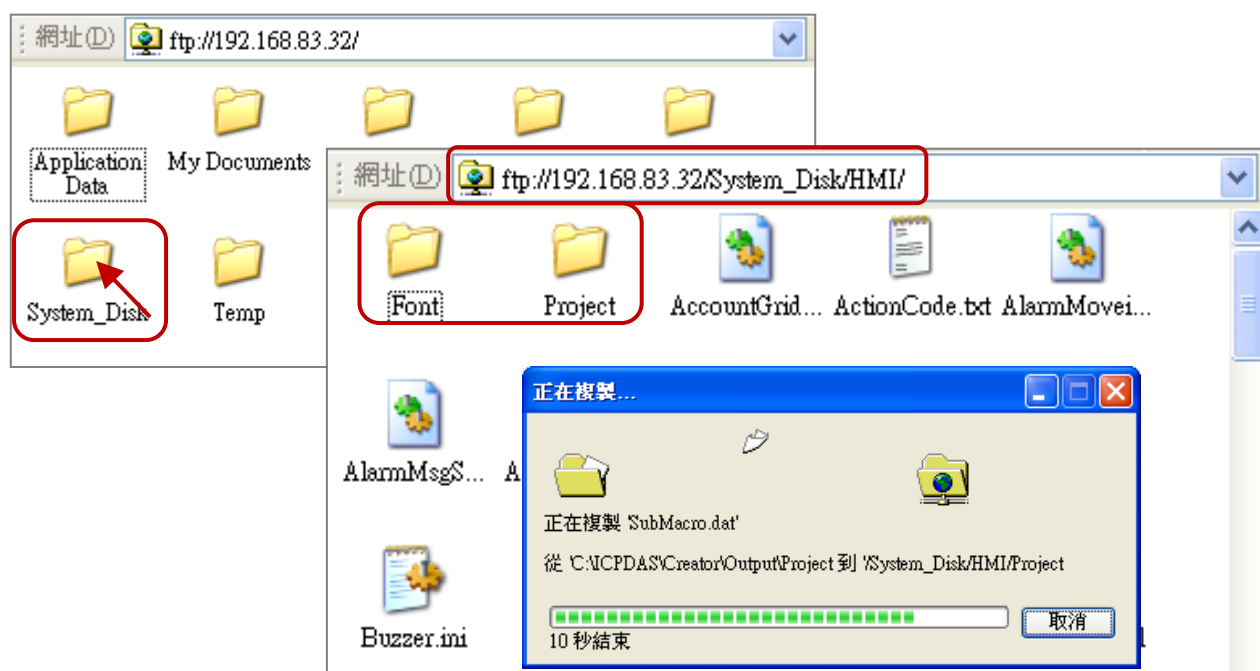 網址(D) ftp://192.168.83.32/
Application Data
My Documents
System_Disk
Temp
網址(D) ftp://192.168.83.32/System_Disk/HMI/
Font
Project
AccountGrid...
ActionCode.txt
AlarmMovei...
AlarmMsgS...
A
Buzzer.ini
正在複製...
正在複製 'SubMacro.dat'
從 'C:\ICPDAS\Creator\Output\Project 到 '/System_Disk/HMI/Project
10 秒結束
取消